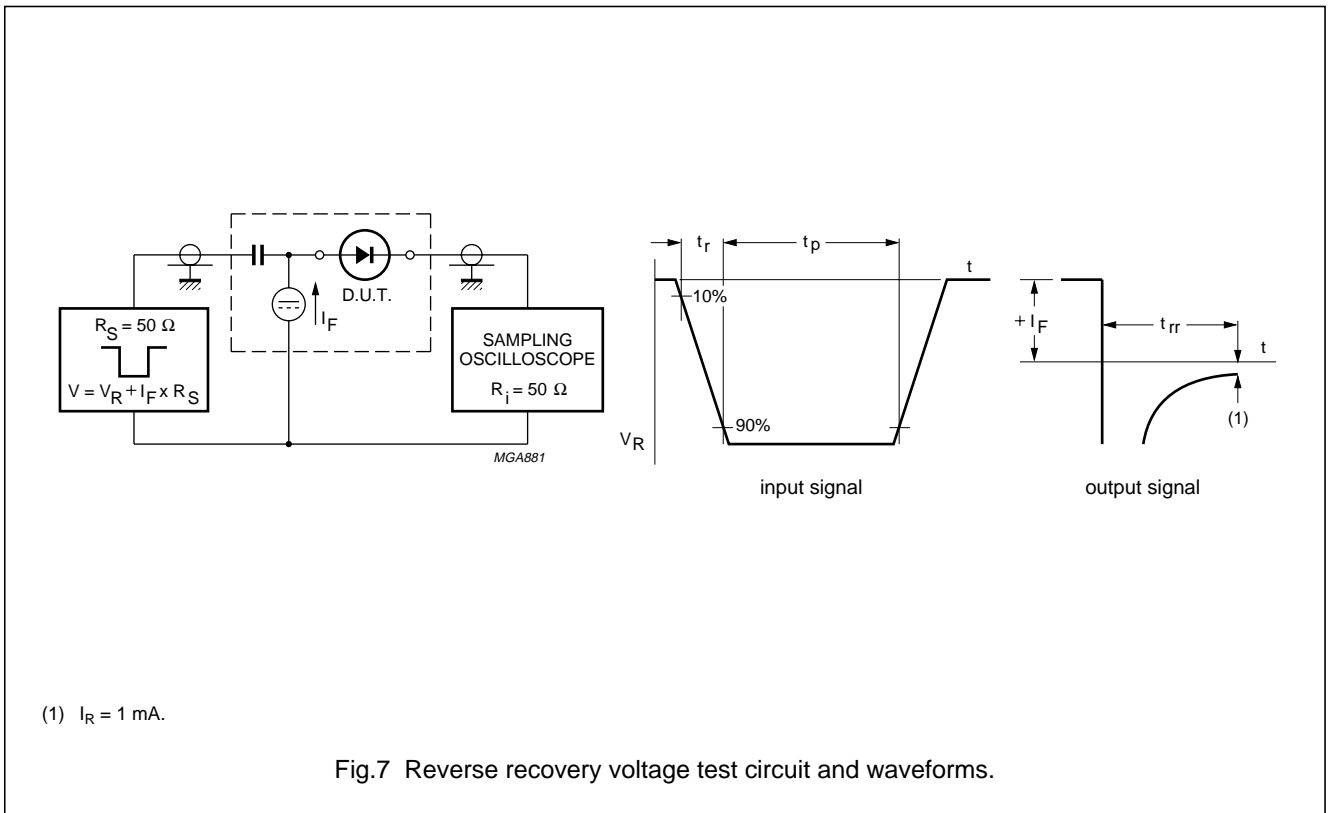 R_S = 50 Ω
V = V_R + I_F x R_S
I_F
D.U.T.
SAMPLING
OSCILLOSCOPE
R_i = 50 Ω
MGA881
t_r
t_p
t
10%
90%
V_R
input signal
+ I_F
t_rr
t
(1)
output signal
(1) I_R = 1 mA.
Fig.7 Reverse recovery voltage test circuit and waveforms.